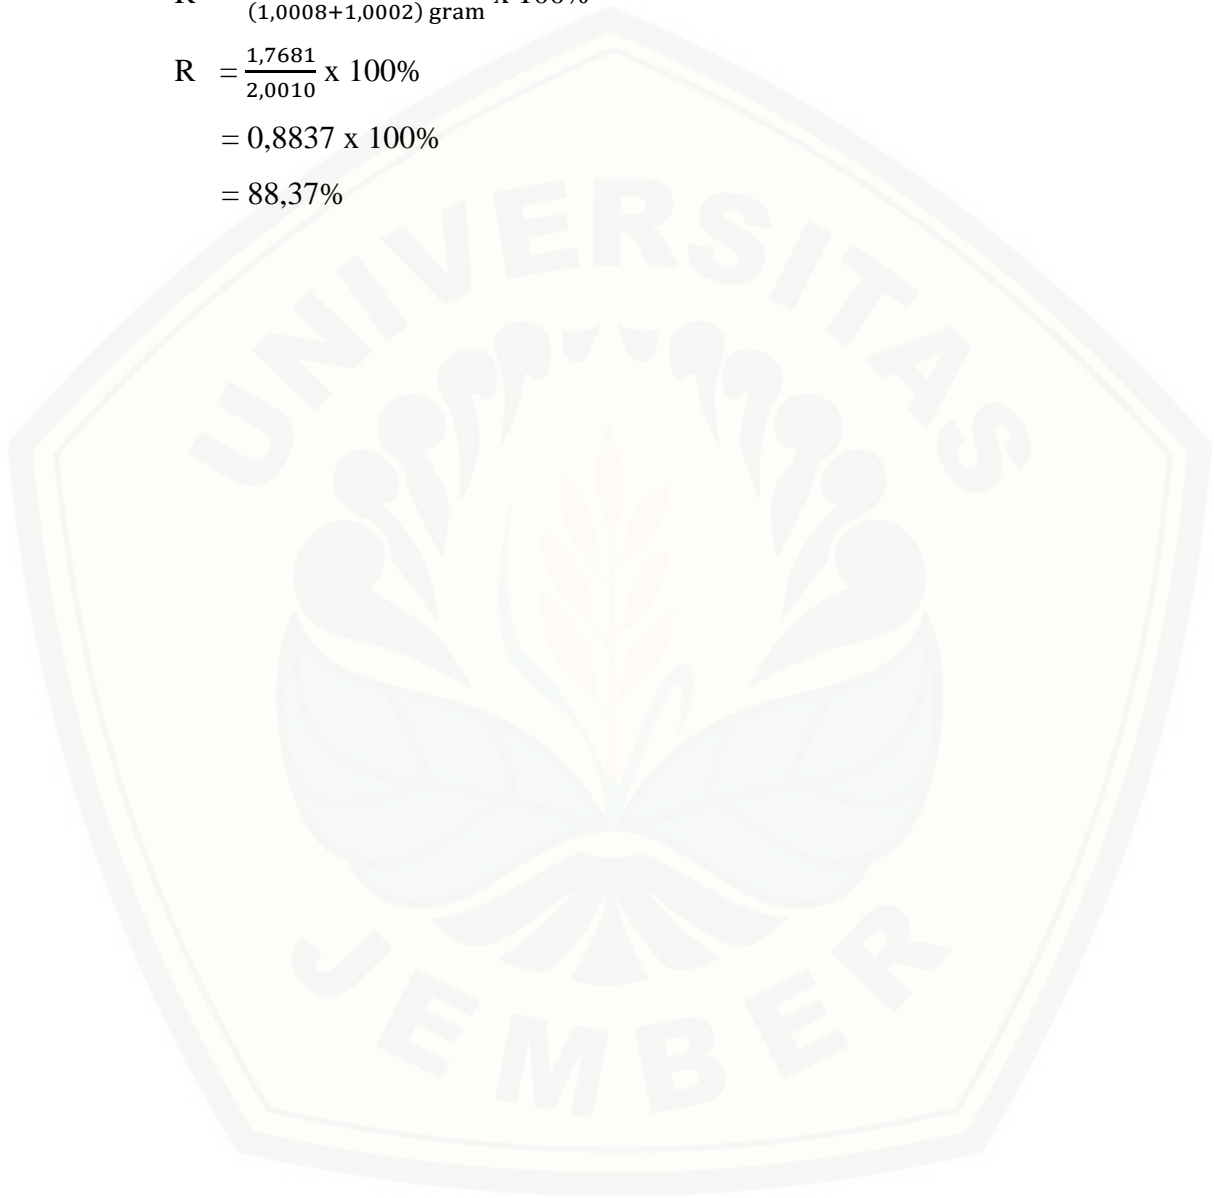 (1,0008+1,0002) gram
R = 1,7681/2,0010 x 100%
= 0,8837 x 100%
= 88,37%
UNIVERSITAS
JEMBER